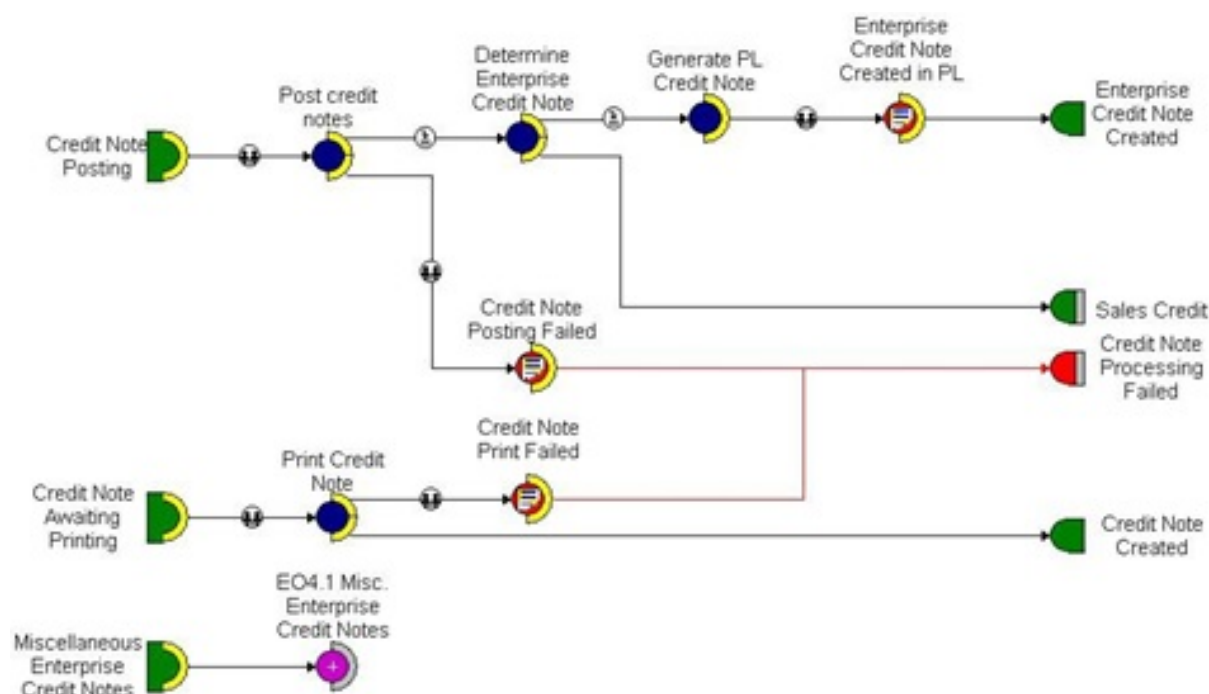 Enterprise
Credit Note
Created in PL
Determine
Enterprise
Credit Note
Generate PL
Credit Note
Post credit
notes
Enterprise
Credit Note
Created
Credit Note
Posting
Credit Note
Posting Failed
Sales Credit
Credit Note
Processing
Failed
Credit Note
Print Failed
Print Credit
Note
Credit Note
Awaiting
Printing
Credit Note
Created
EO4.1 Misc.
Enterprise
Credit Notes
Miscellaneous
Enterprise
Credit Notes